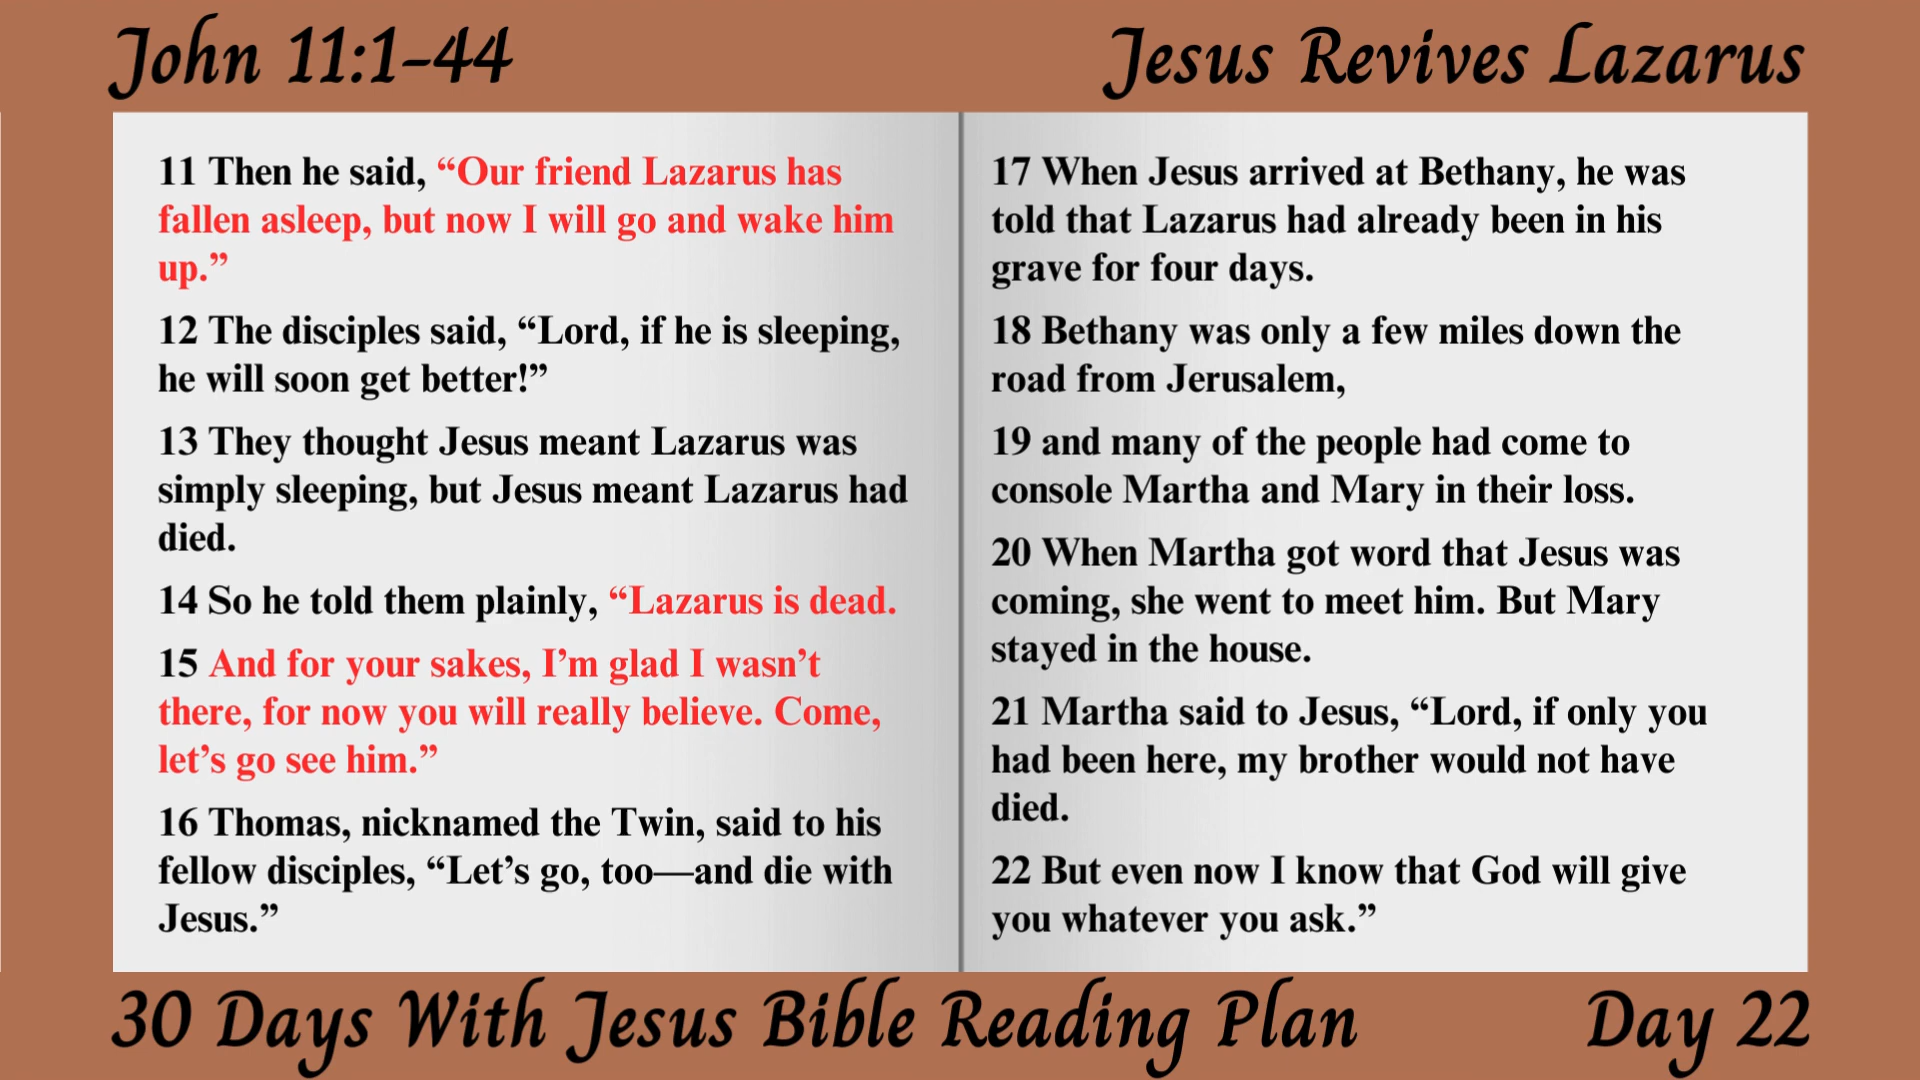 John 11:1-44
Jesus Revives Lazarus
11 Then he said, “Our friend Lazarus has
fallen asleep, but now I will go and wake him
up.”
12 The disciples said, “Lord, if he is sleeping,
he will soon get better!”
13 They thought Jesus meant Lazarus was
simply sleeping, but Jesus meant Lazarus had
died.
14 So he told them plainly, “Lazarus is dead.
15 And for your sakes, I’m glad I wasn’t
there, for now you will really believe. Come,
let’s go see him.”
16 Thomas, nicknamed the Twin, said to his
fellow disciples, “Let’s go, too—and die with
Jesus.”
17 When Jesus arrived at Bethany, he was
told that Lazarus had already been in his
grave for four days.
18 Bethany was only a few miles down the
road from Jerusalem,
19 and many of the people had come to
console Martha and Mary in their loss.
20 When Martha got word that Jesus was
coming, she went to meet him. But Mary
stayed in the house.
21 Martha said to Jesus, “Lord, if only you
had been here, my brother would not have
died.
22 But even now I know that God will give
you whatever you ask.”
30 Days With Jesus Bible Reading Plan
Day 22